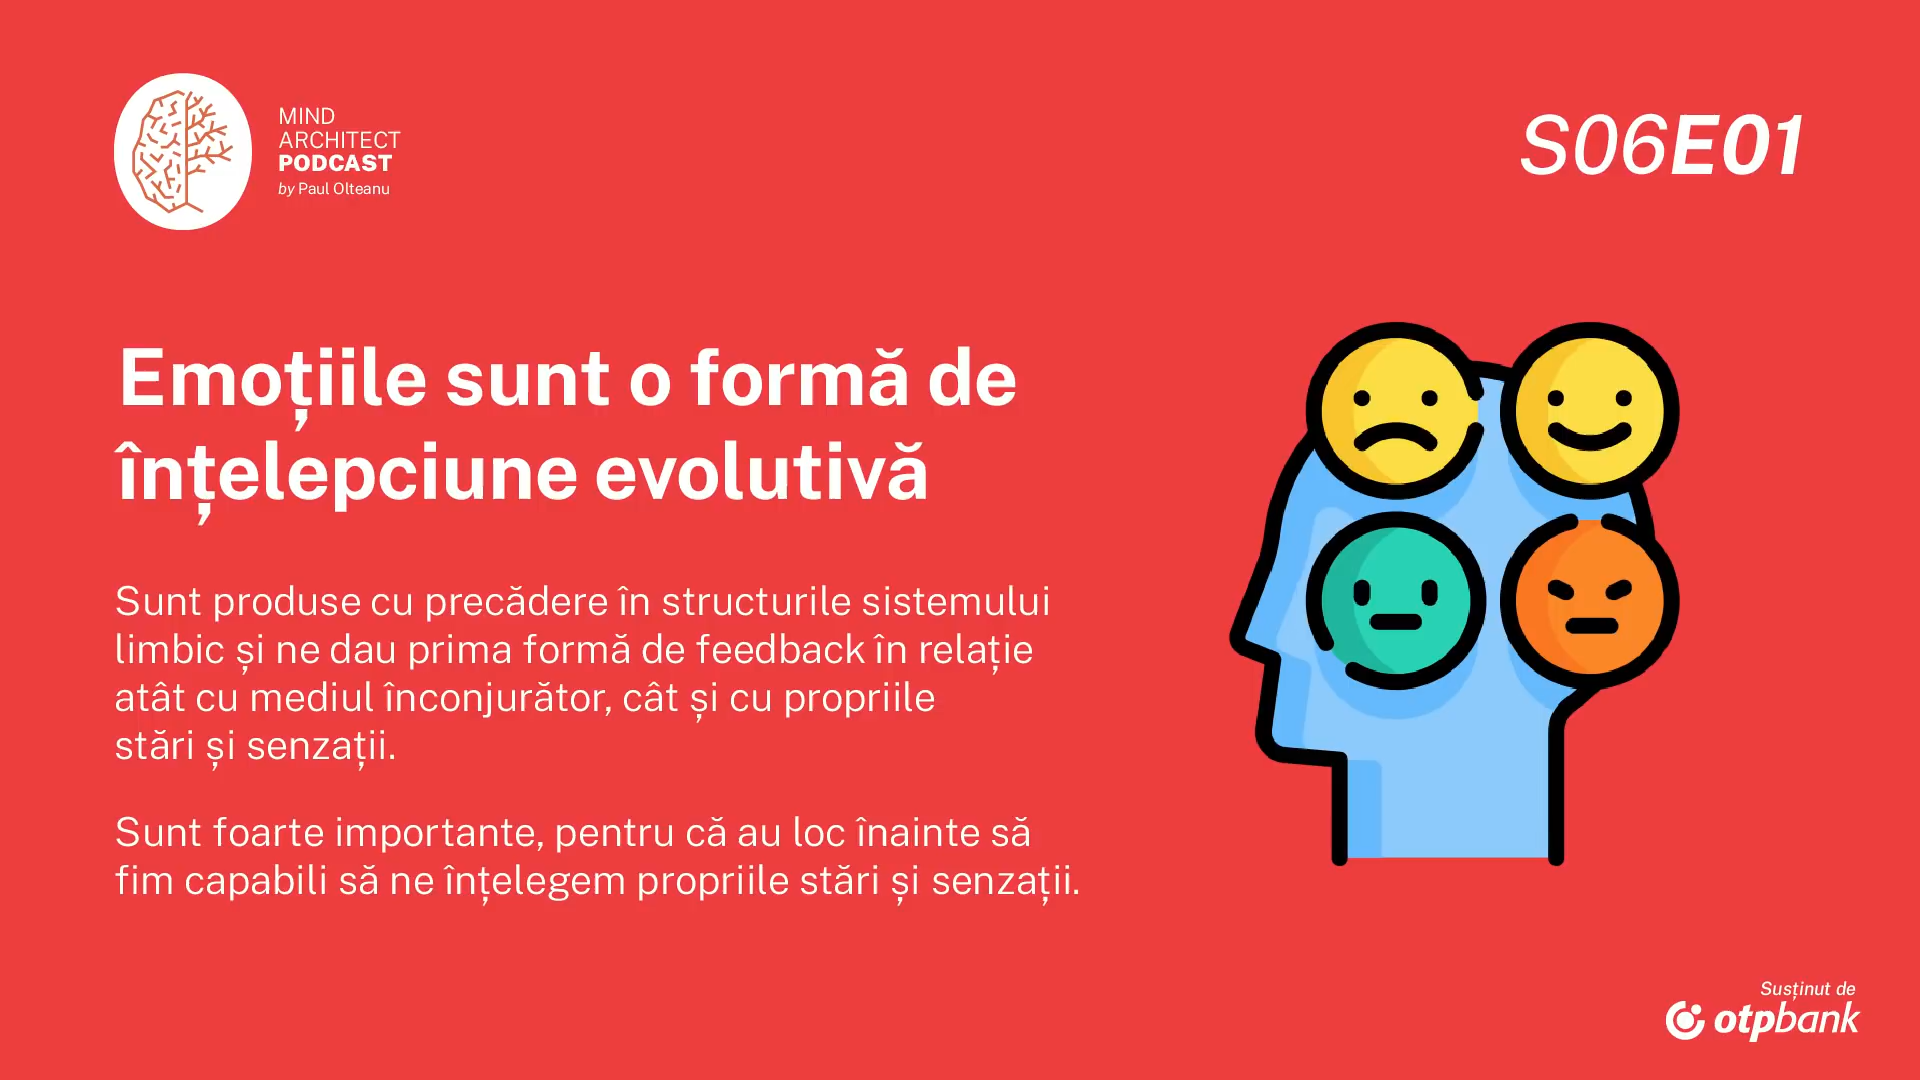 MIND
ARCHITECT
PODCAST
by Paul Olteanu
S06E01
Emoțiile sunt o formă de
înțelepciune evolutivă
Sunt produse cu precădere în structurile sistemului
limbic și ne dau prima formă de feedback în relație
atât cu mediul înconjurător, cât și cu propriile
stări și senzații.
Sunt foarte importante, pentru că au loc înainte să
fim capabili să ne înțelegem propriile stări și senzații.
Susținut de
otpbank